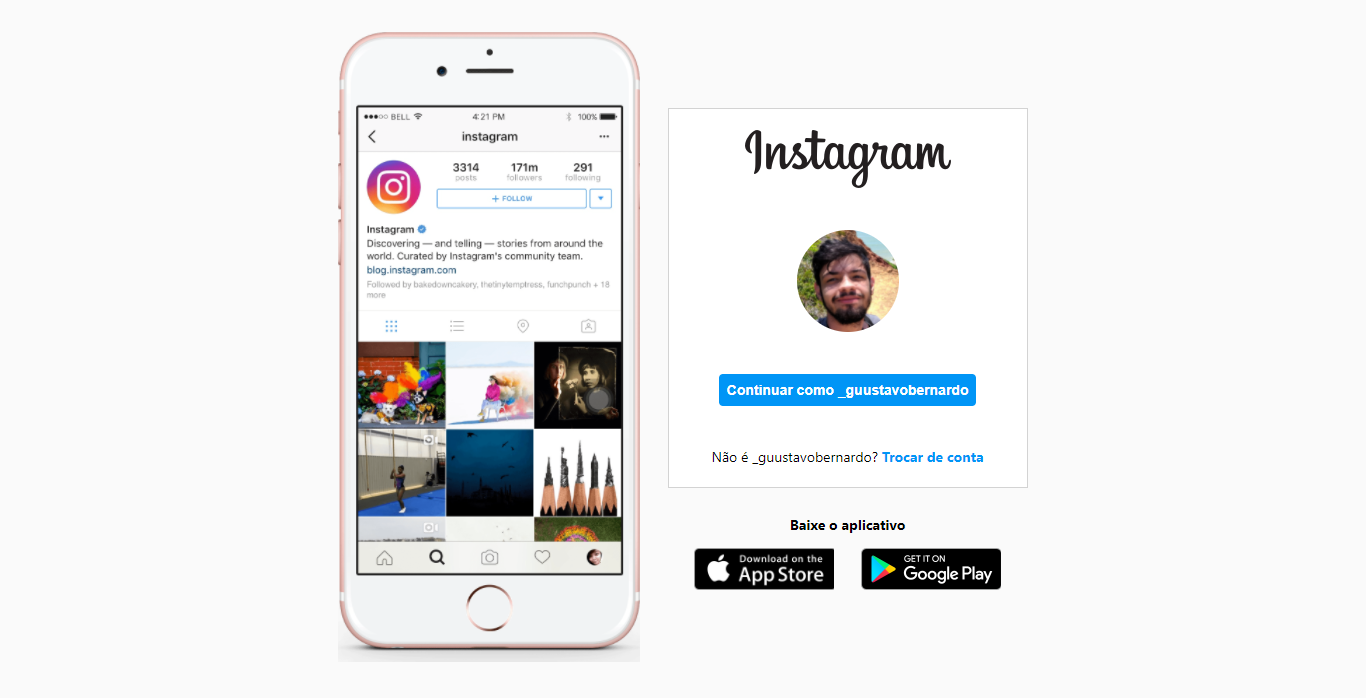 BELL
4:21 PM
100%
instagram
3314
171m
291
posts
followers
following
+ FOLLOW
Instagram
Discovering — and telling — stories from around the
world. Curated by Instagram's community team.
blog.instagram.com
Followed by bakedowncakery, thetinylemptress, funchpunch + 18
more
Instagram
Continuar como _guustavobernardo
Não é _guustavobernardo? Trocar de conta
Baixe o aplicativo
Download on the
App Store
GET IT ON
Google Play